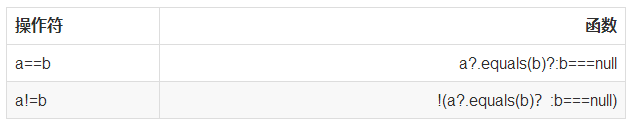 操作符 函数
a==b a?.equals(b)?:b===null
a!=b !(a?.equals(b)？:b===null)